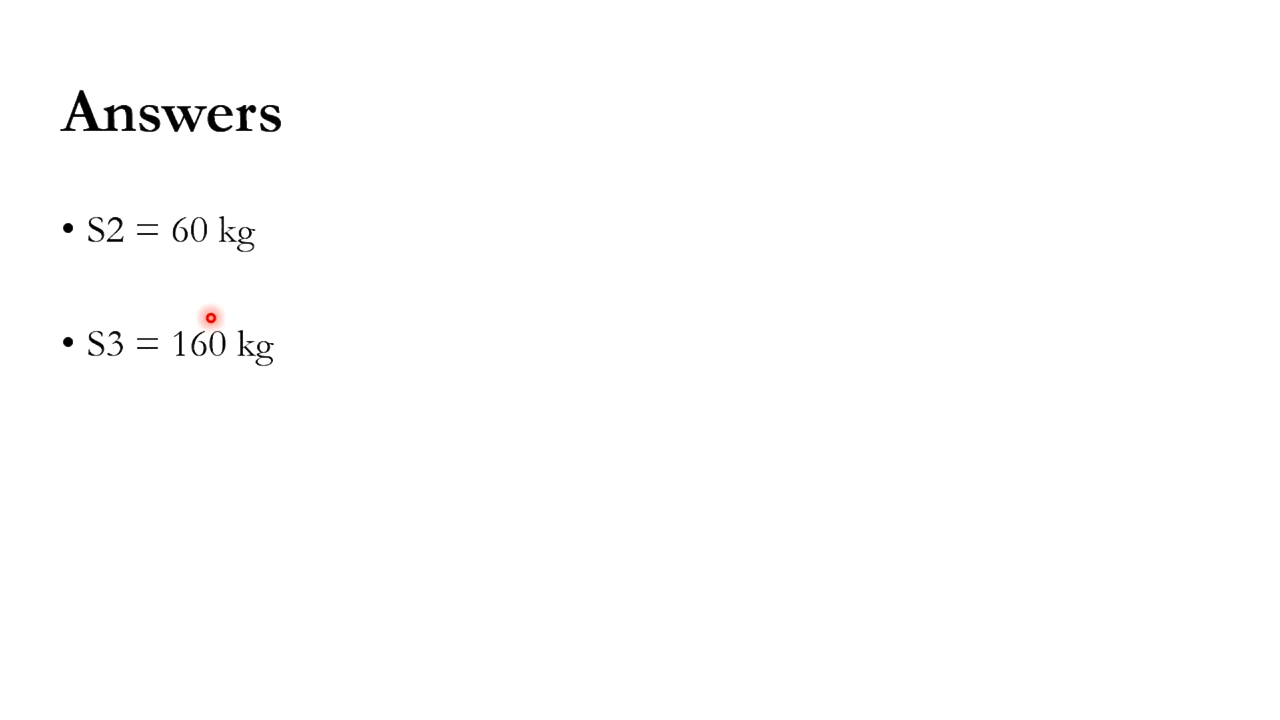 Answers
• S2 = 60 kg
• S3 = 160 kg